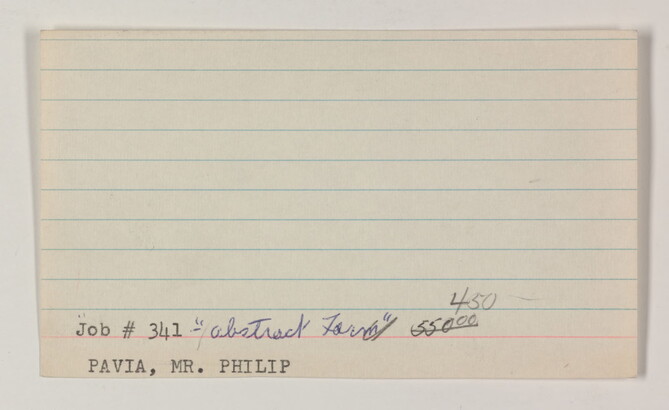 450 —
Job # 341 - "abstract Form" 550.00
PAVIA, MR. PHILIP